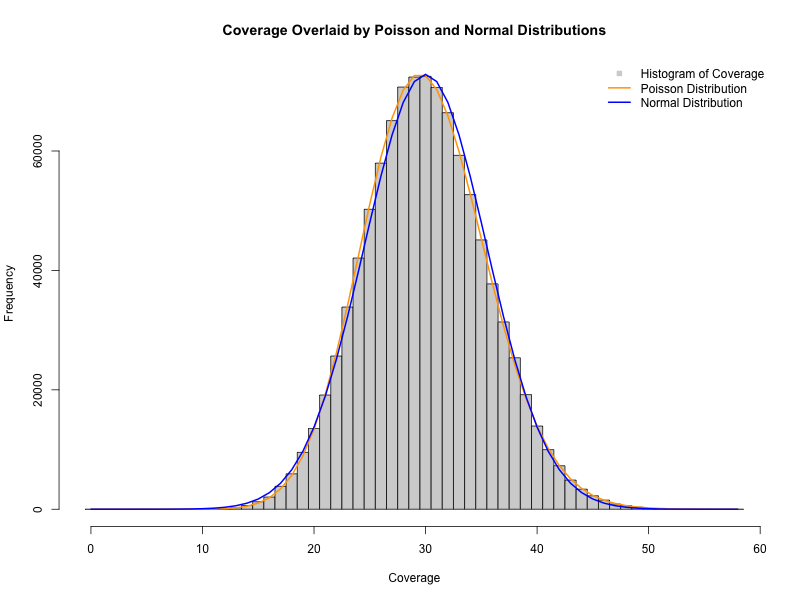 Coverage Overlaid by Poisson and Normal Distributions
Histogram of Coverage
Poisson Distribution
Normal Distribution
Frequency
60000
40000
20000
0
0 10 20 30 40 50 60
Coverage